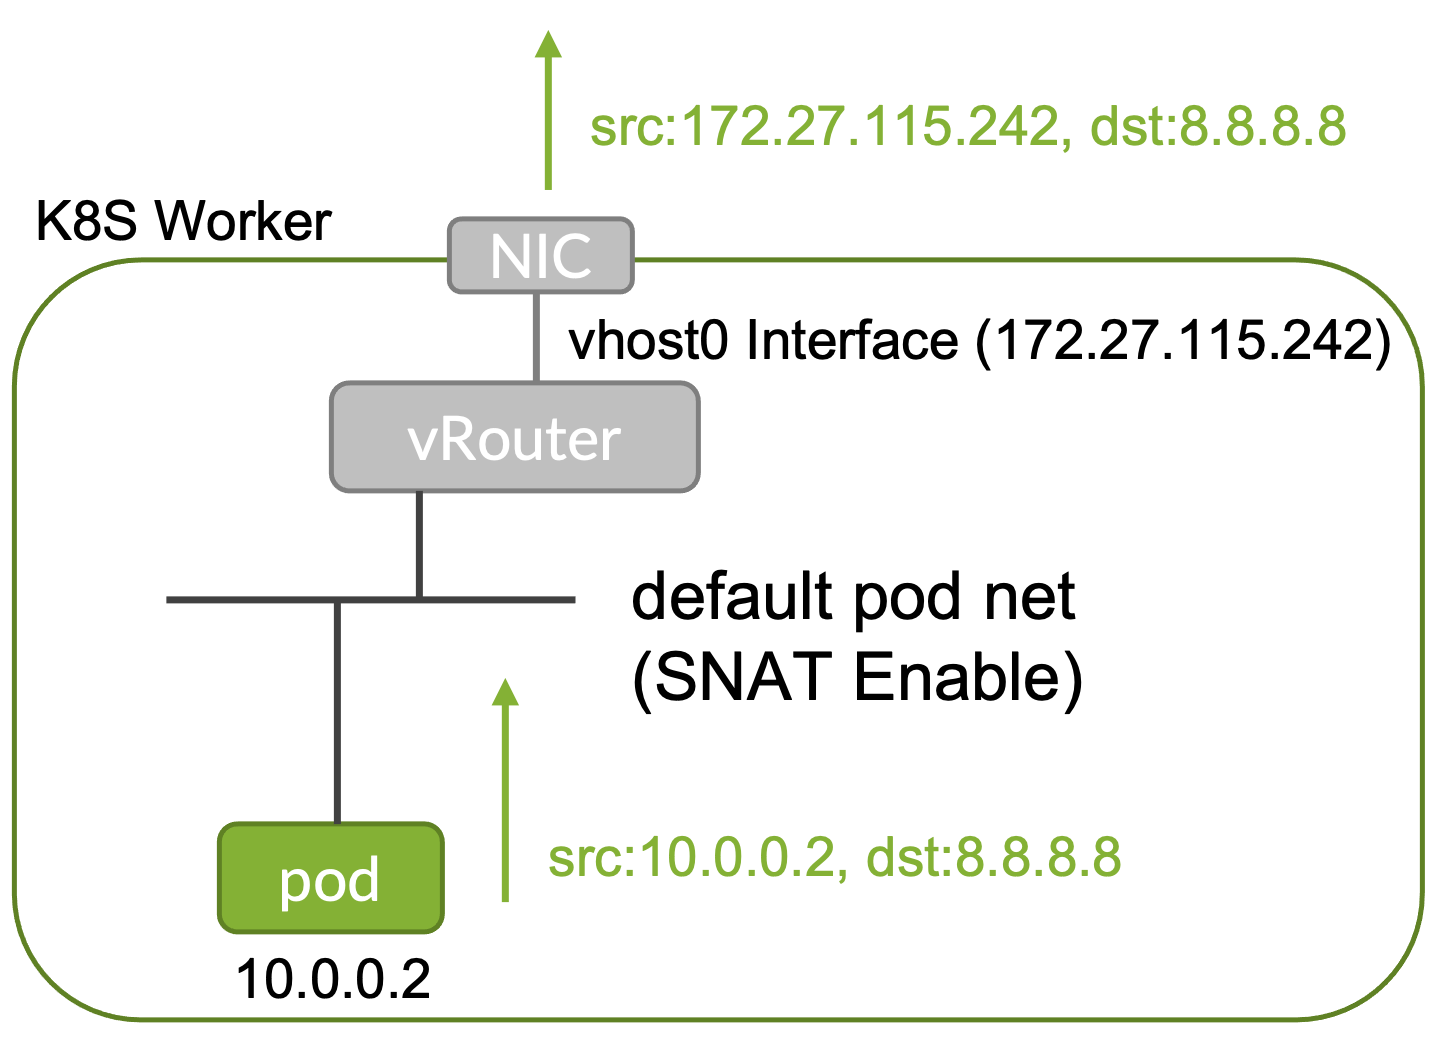 src:172.27.115.242, dst:8.8.8.8
K8S Worker
NIC
vhost0 Interface (172.27.115.242)
vRouter
default pod net
(SNAT Enable)
src:10.0.0.2, dst:8.8.8.8
pod
10.0.0.2